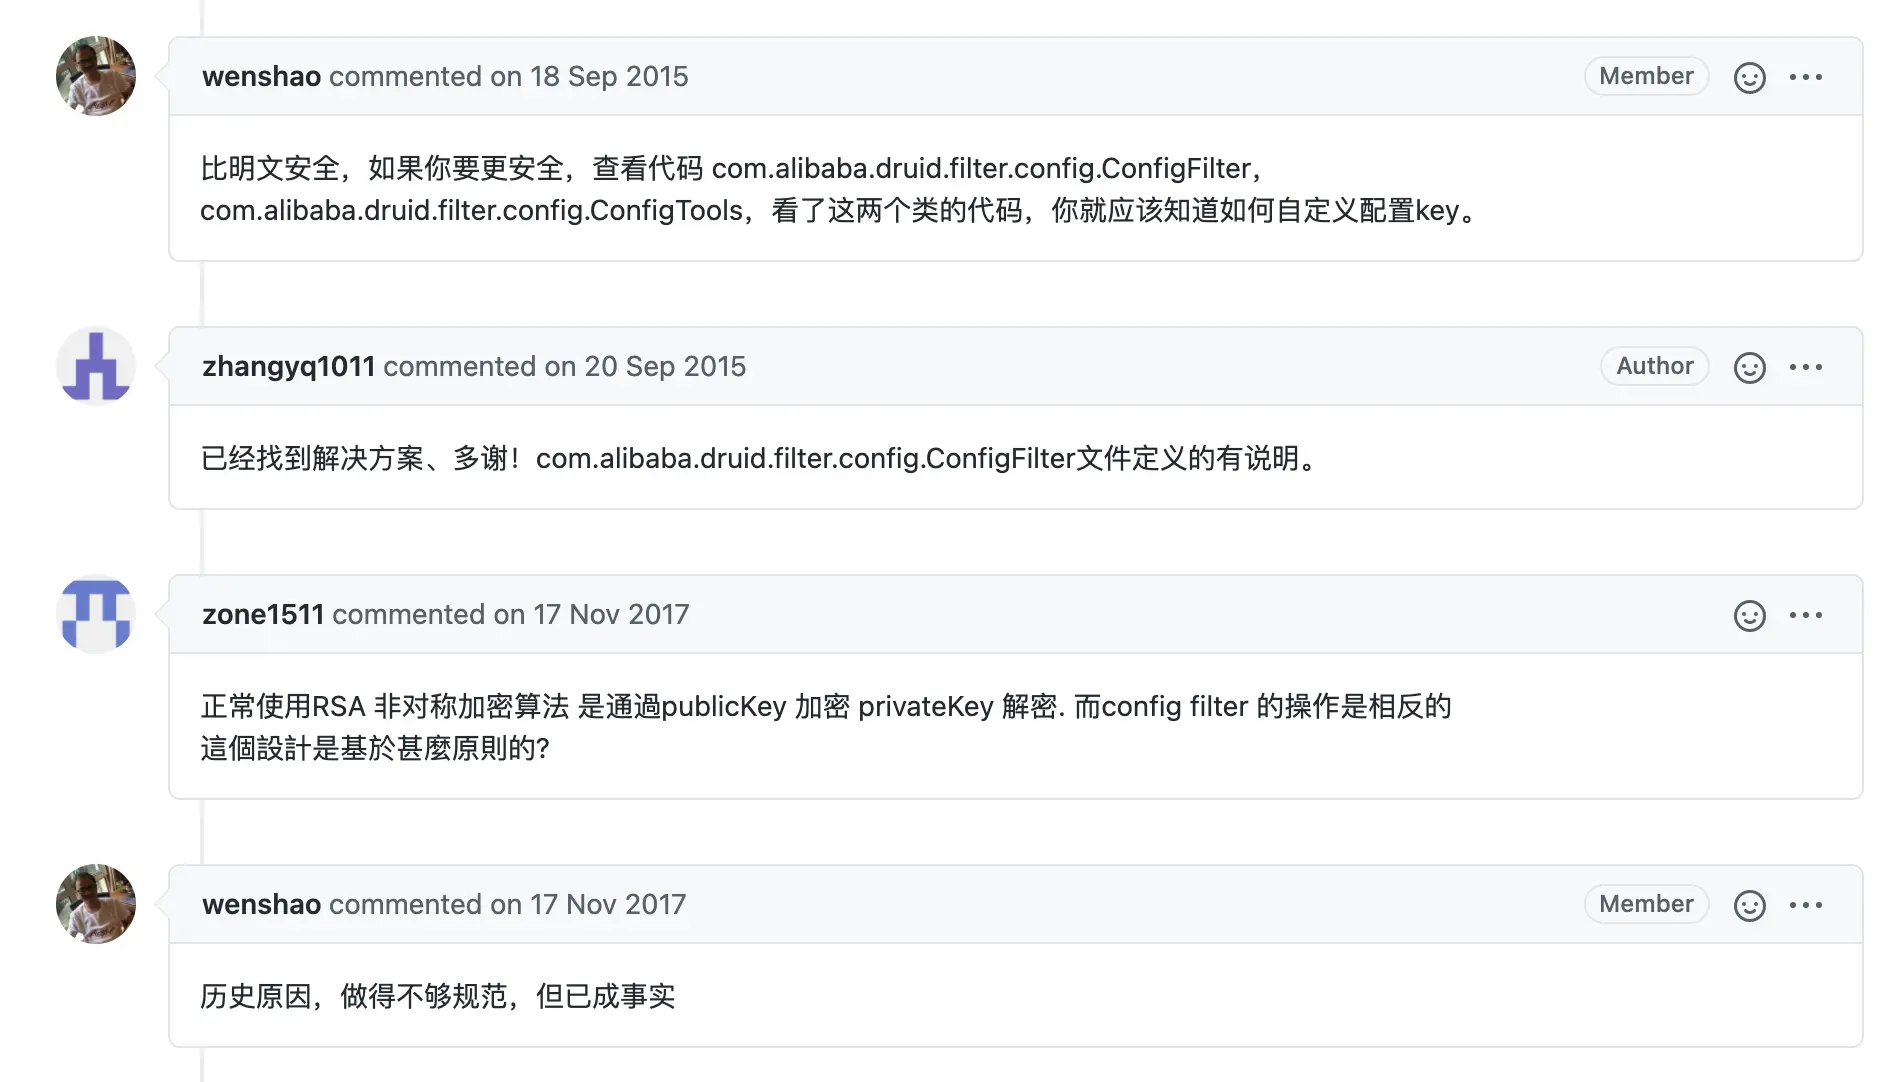 wenshao commented on 18 Sep 2015 Member
比明文安全，如果你要更安全，查看代码 com.alibaba.druid.filter.config.ConfigFilter，
com.alibaba.druid.filter.config.ConfigTools，看了这两个类的代码，你就应该知道如何自定义配置key。
zhangyq1011 commented on 20 Sep 2015 Author
已经找到解决方案、多谢！com.alibaba.druid.filter.config.ConfigFilter文件定义的有说明。
zone1511 commented on 17 Nov 2017
正常使用RSA 非对称加密算法 是通過publicKey 加密 privateKey 解密. 而config filter 的操作是相反的
這個設計是基於甚麼原則的?
wenshao commented on 17 Nov 2017 Member
历史原因，做得不够规范，但已成事实